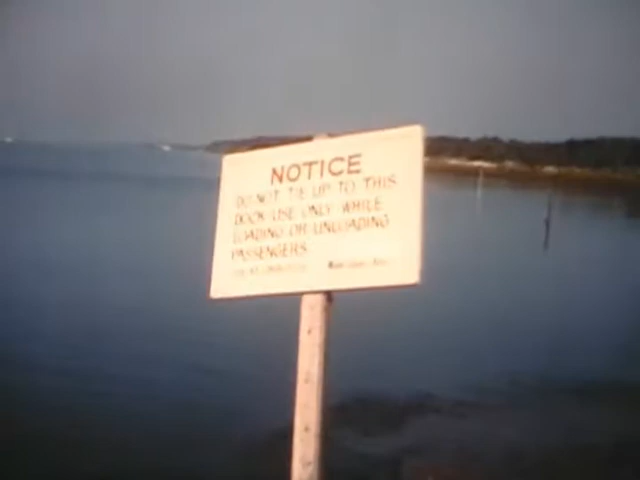 NOTICE
DO NOT TIE UP TO THIS
DOCK USE ONLY WHILE
LOADING OR UNLOADING
PASSENGERS